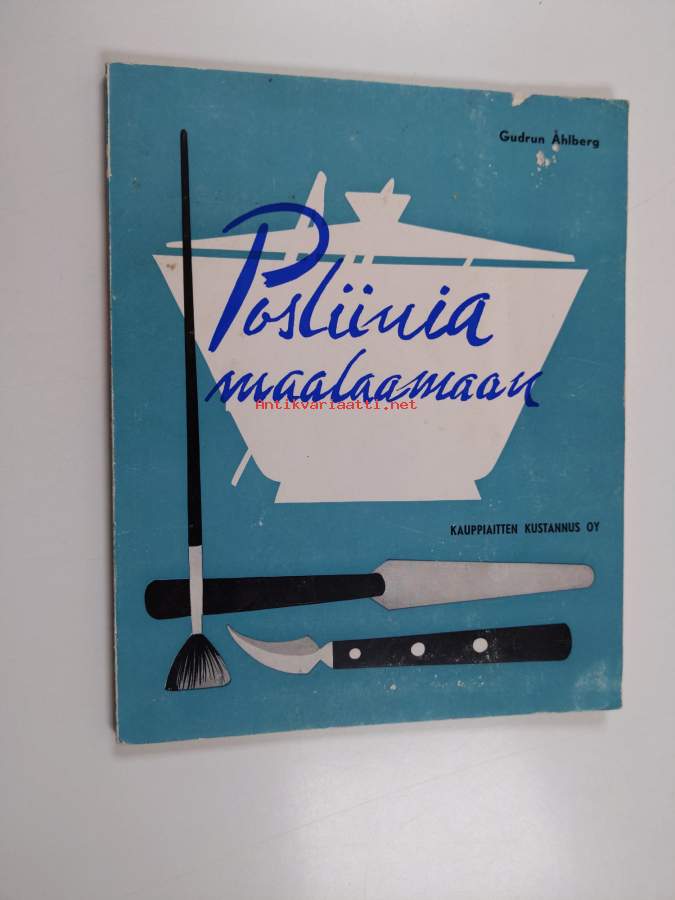 Gudrun Åhlberg
Posliinia
maalaamaan
Antikvariaatti.net
KAUPPIAITTEN KUSTANNUS OY